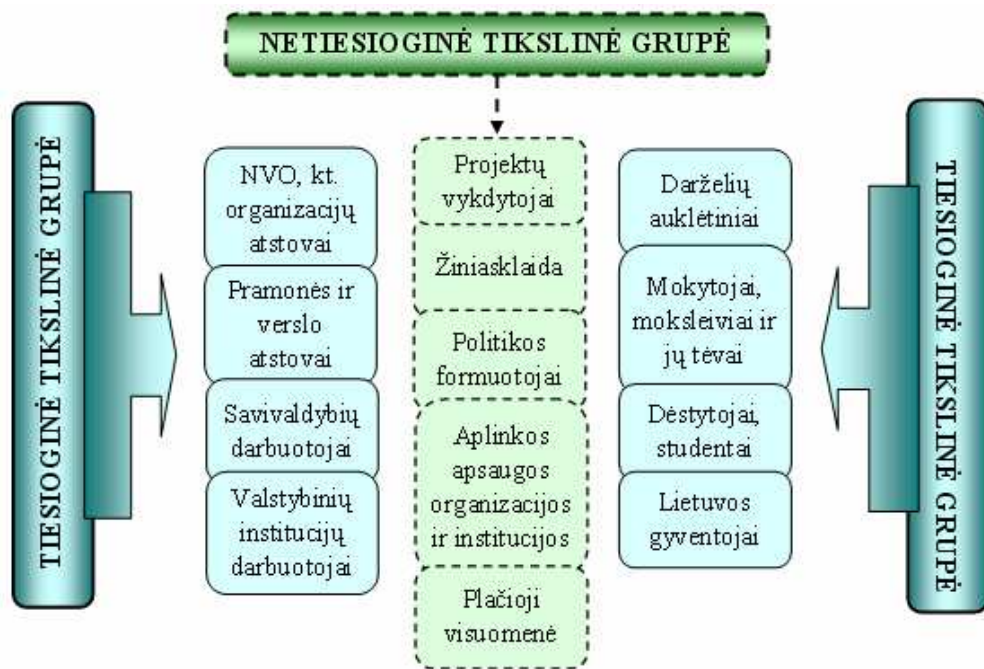 NETIESIOGINĖ TIKSLINĖ GRUPĖ
TIESIOGINĖ TIKSLINĖ GRUPĖ
NVO, kt.
organizacijų
atstovai
Pramonės ir
verslo
atstovai
Savivaldybių
darbuotojai
Valstybinių
institucijų
darbuotojai
Projektų
vykdytojai
Žiniasklaida
Politikos
formuotojai
Aplinkos
apsaugos
organizacijos
ir institucijos
Plačioji
visuomenė
Darželių
auklėtiniai
Mokytojai,
moksleiviai ir
jų tėvai
Dėstytojai,
studentai
Lietuvos
gyventojai
TIESIOGINĖ TIKSLINĖ GRUPĖ